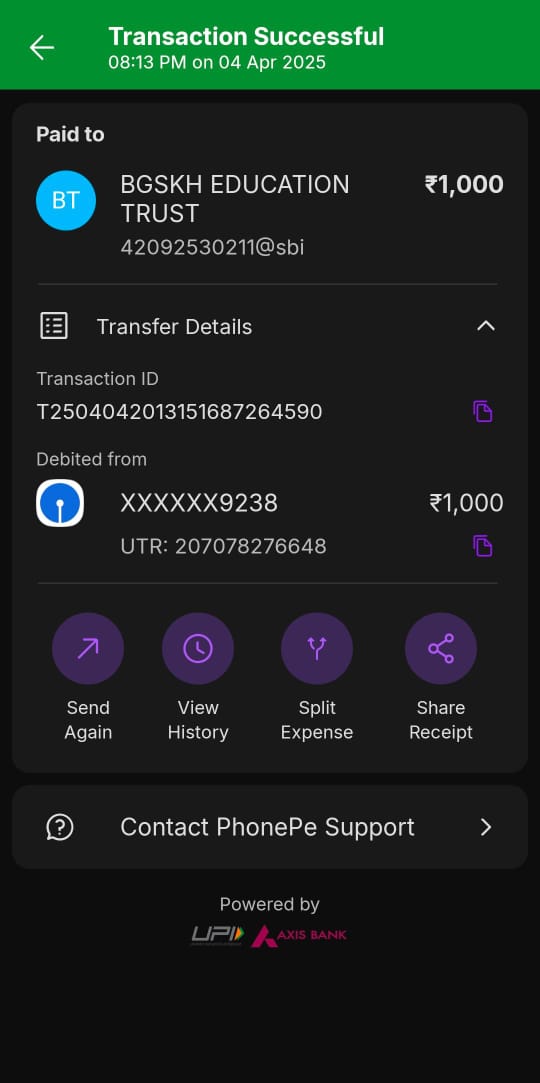 Transaction Successful
08:13 PM on 04 Apr 2025
Paid to
BT
BGSKH EDUCATION ₹1,000
TRUST
42092530211@sbi
Transfer Details
Transaction ID
T2504042013151687264590
Debited from
XXXXXX9238 ₹1,000
UTR: 207078276648
Send View Split Share
Again History Expense Receipt
Contact PhonePe Support
Powered by
UPI AXIS BANK